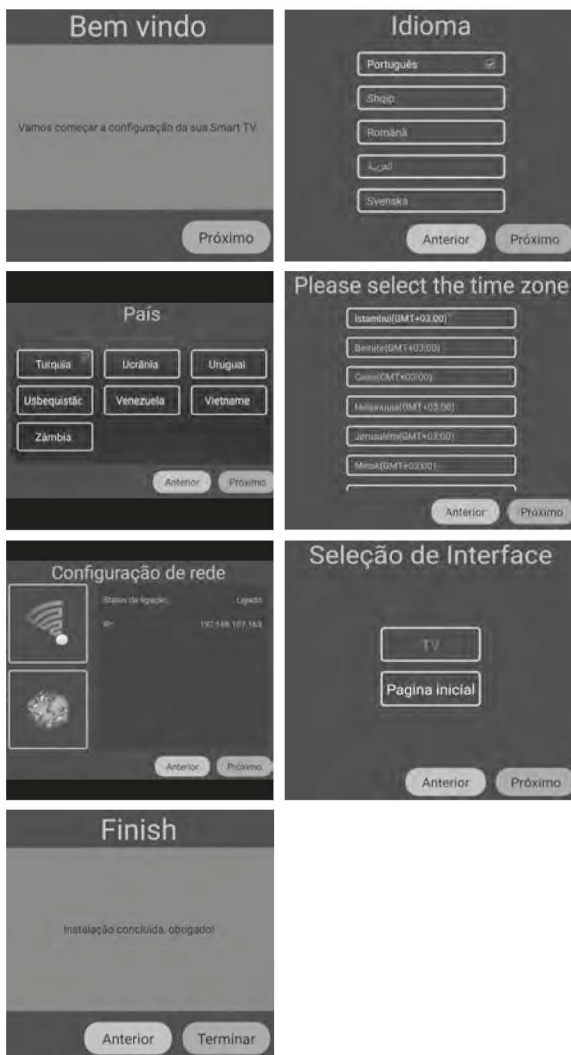 Bem vindo
Vamos começar a configuração da sua Smart TV
Próximo
Idioma
Português
Shqip
Română
العربية
Svenska
Anterior Próximo
País
Turquia Ucrânia Uruguai
Usbequistãc Venezuela Vietname
Zâmbia
Anterior Próximo
Please select the time zone
Istambul(GMT+03:00)
Beirute(GMT+03:00)
Cairo(GMT+03:00)
Helsínquia(GMT+03:00)
Jerusalém(GMT+03:00)
Minsk(GMT+03:00)
Anterior Próximo
Configuração de rede
Status de ligação: Ligado
IP: 192.168.107.163
Anterior Próximo
Seleção de Interface
TV
Pagina inicial
Anterior Próximo
Finish
Instalação concluída, obrigado!
Anterior Terminar